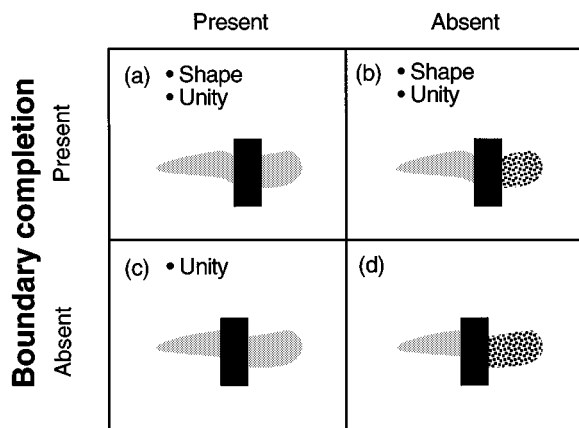 Present
Absent
Boundary completion
Present
Absent
(a)
• Shape
• Unity
(b)
• Shape
• Unity
(c)
• Unity
(d)